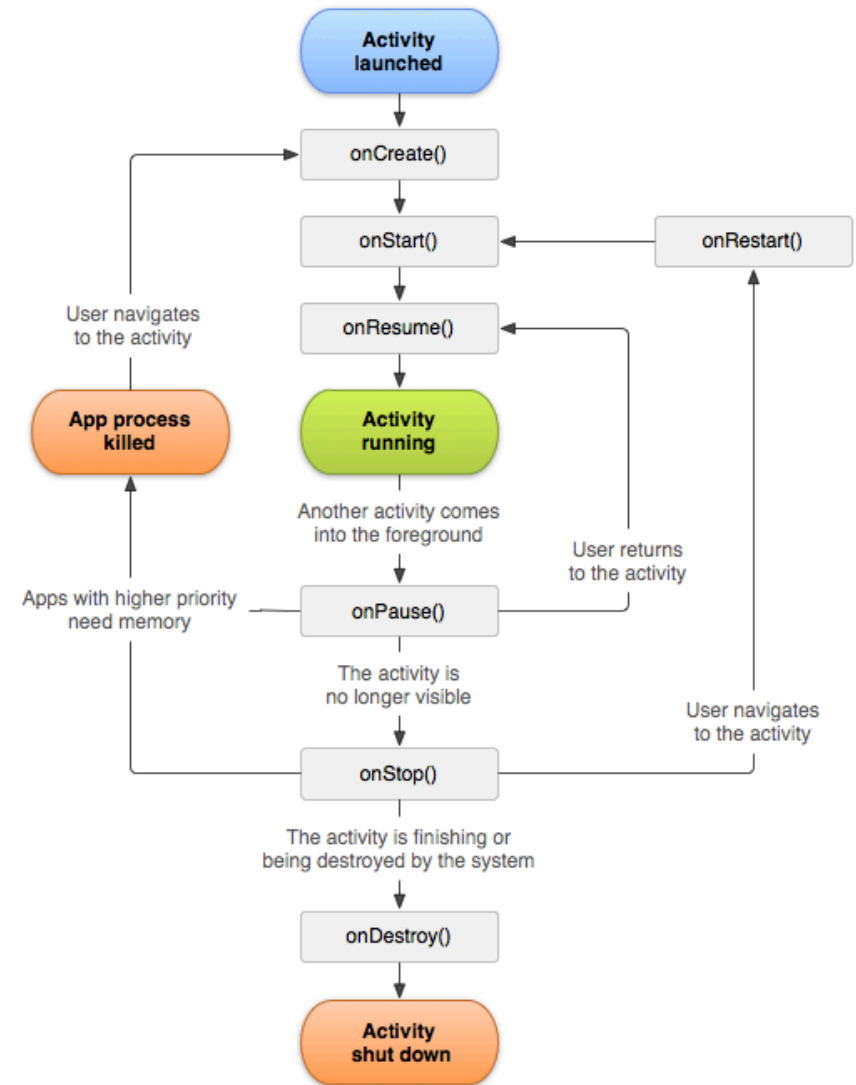 Activity
launched
onCreate()
onStart()
onRestart()
User navigates
to the activity
onResume()
App process
killed
Activity
running
Another activity comes
into the foreground
User returns
to the activity
Apps with higher priority
need memory
onPause()
The activity is
no longer visible
User navigates
to the activity
onStop()
The activity is finishing or
being destroyed by the system
onDestroy()
Activity
shut down